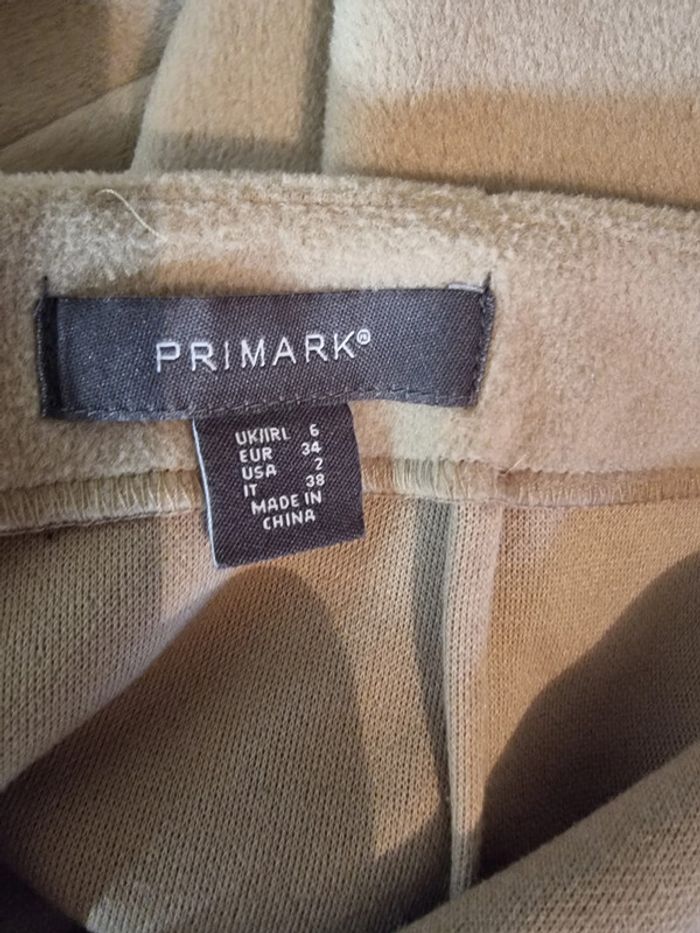 PRIMARK®
UK/IRL 6
EUR 34
USA 2
IT 38
MADE IN
CHINA